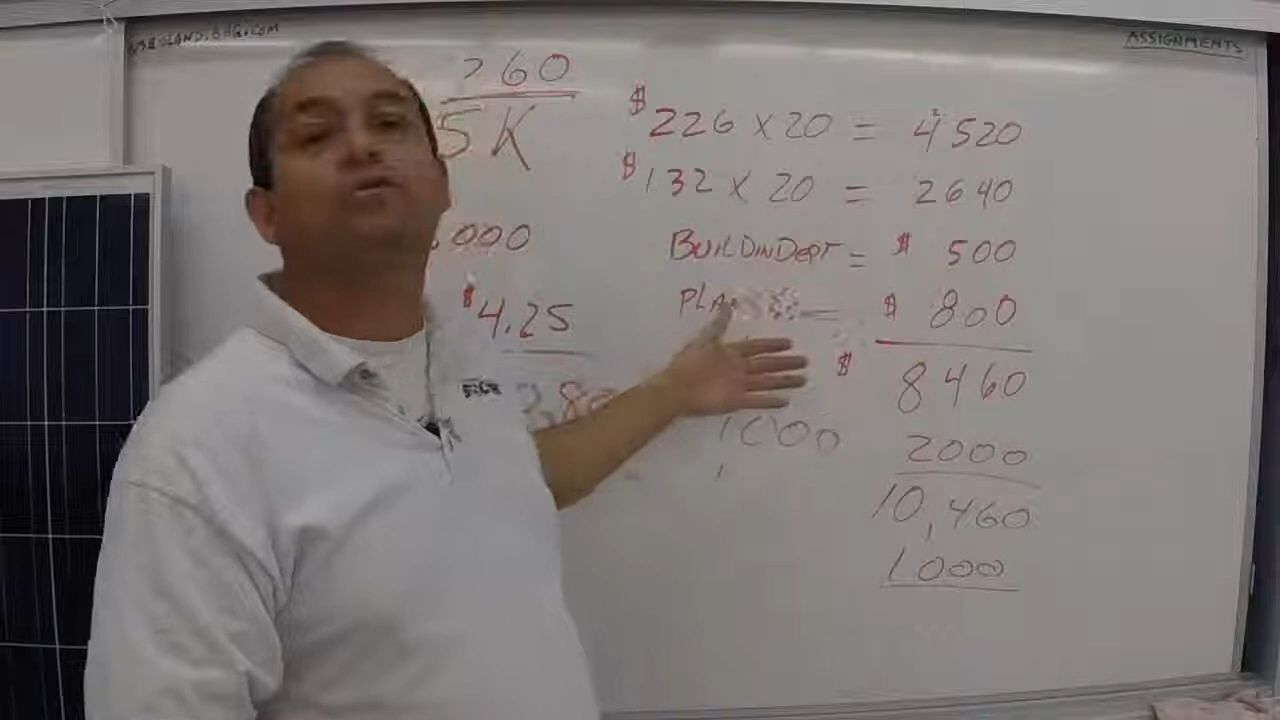 ASSIGNMENTS
260
5K
000
$4.25
$226 X 20 = 4520
$132 X 20 = 2640
BUILDINDEPT = $ 500
PLA = $ 800
$ 8460
1000
2000
10,460
1000